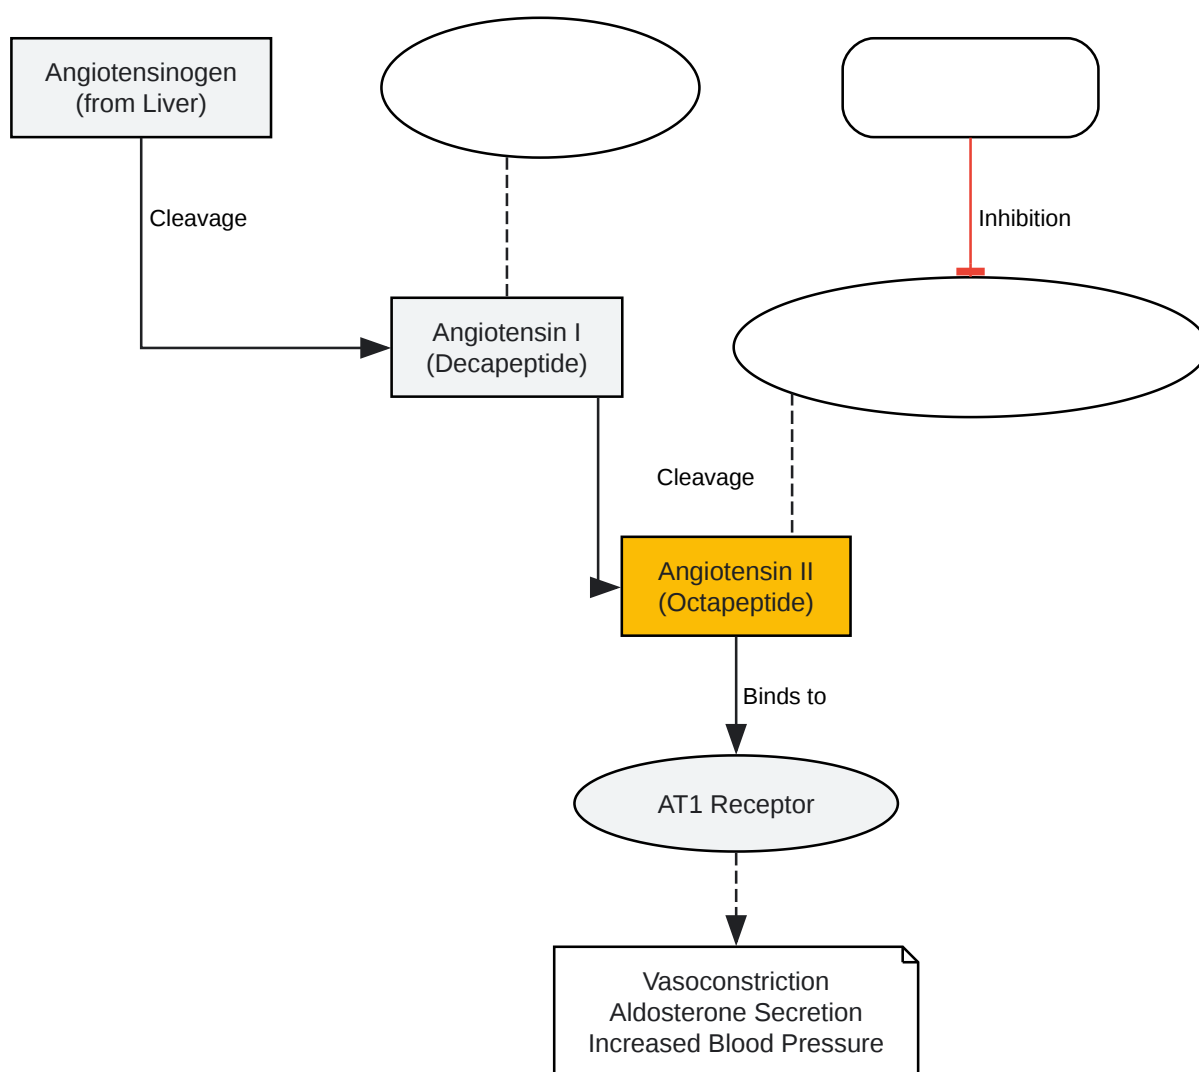 Angiotensinogen
(from Liver)
Cleavage
Inhibition
Angiotensin I
(Decapeptide)
Cleavage
Angiotensin II
(Octapeptide)
Binds to
AT1 Receptor
Vasoconstriction
Aldosterone Secretion
Increased Blood Pressure